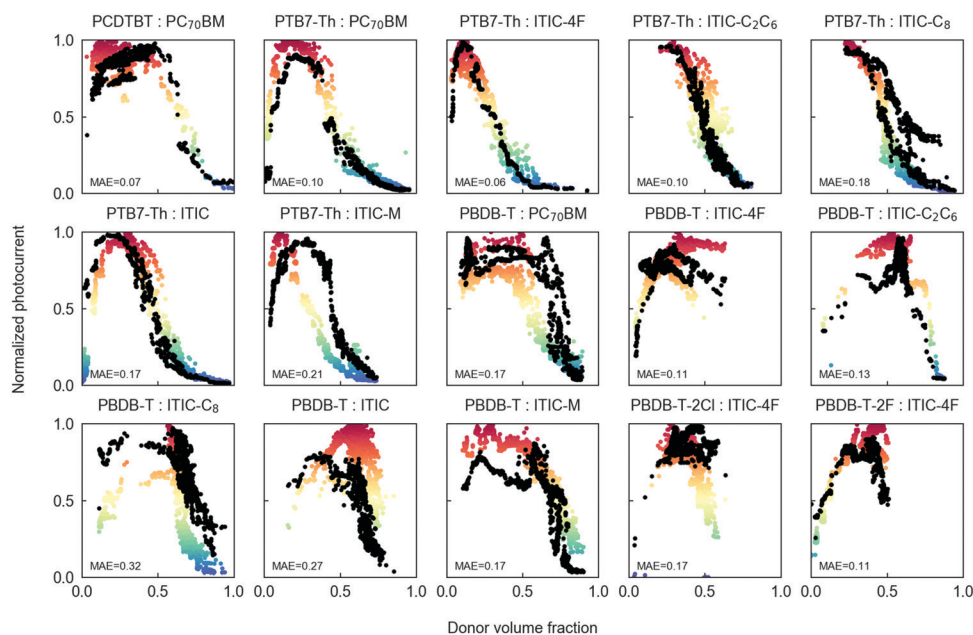 PCDTBT : PC70BM
PTB7-Th : PC70BM
PTB7-Th : ITIC-4F
PTB7-Th : ITIC-C2C6
PTB7-Th : ITIC-C8
1.0
0.5
0.0
MAE=0.07
MAE=0.10
MAE=0.06
MAE=0.10
MAE=0.18
PTB7-Th : ITIC
PTB7-Th : ITIC-M
PBDB-T : PC70BM
PBDB-T : ITIC-4F
PBDB-T : ITIC-C2C6
Normalized photocurrent
1.0
0.5
0.0
MAE=0.17
MAE=0.21
MAE=0.17
MAE=0.11
MAE=0.13
PBDB-T : ITIC-C8
PBDB-T : ITIC
PBDB-T : ITIC-M
PBDB-T-2Cl : ITIC-4F
PBDB-T-2F : ITIC-4F
1.0
0.5
0.0
MAE=0.32
MAE=0.27
MAE=0.17
MAE=0.17
MAE=0.11
0.0 0.5 1.0 0.0 0.5 1.0 0.0 0.5 1.0 0.0 0.5 1.0 0.0 0.5 1.0
Donor volume fraction